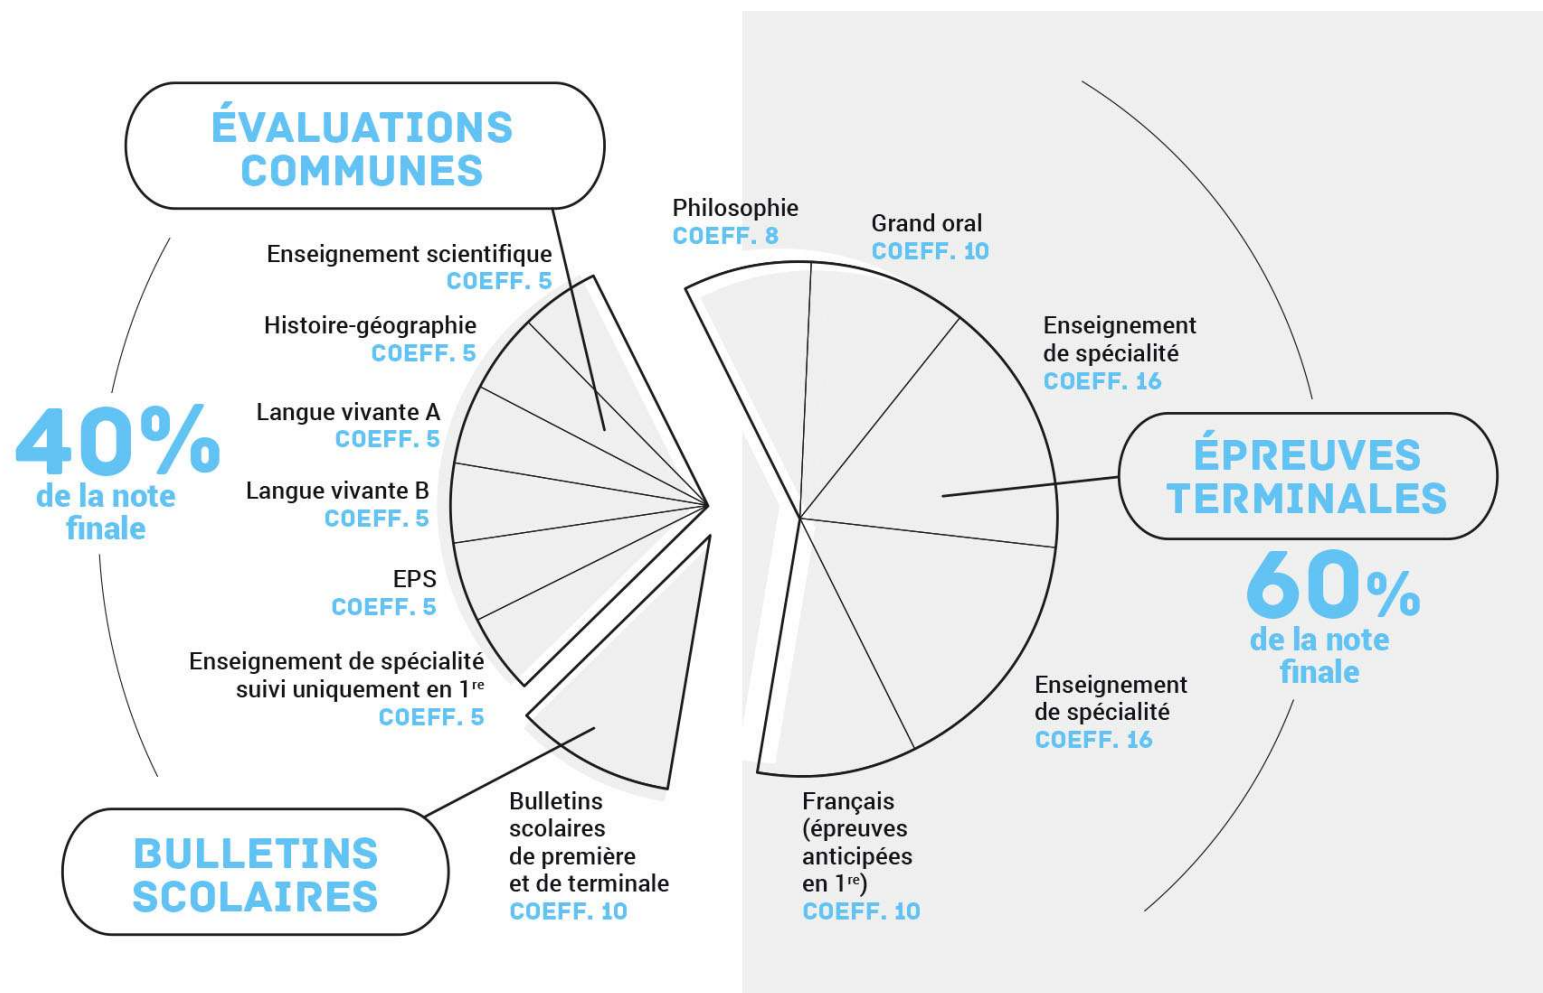 ÉVALUATIONS
COMMUNES
Enseignement scientifique
COEFF. 5
Histoire-géographie
COEFF. 5
Langue vivante A
COEFF. 5
Langue vivante B
COEFF. 5
EPS
COEFF. 5
Enseignement de spécialité
suivi uniquement en 1re
COEFF. 5
40%
de la note
finale
BULLETINS
SCOLAIRES
Bulletins
scolaires
de première
et de terminale
COEFF. 10
Philosophie
COEFF. 8
Grand oral
COEFF. 10
Enseignement
de spécialité
COEFF. 16
ÉPREUVES
TERMINALES
60%
de la note
finale
Enseignement
de spécialité
COEFF. 16
Français
(épreuves
anticipées
en 1re)
COEFF. 10